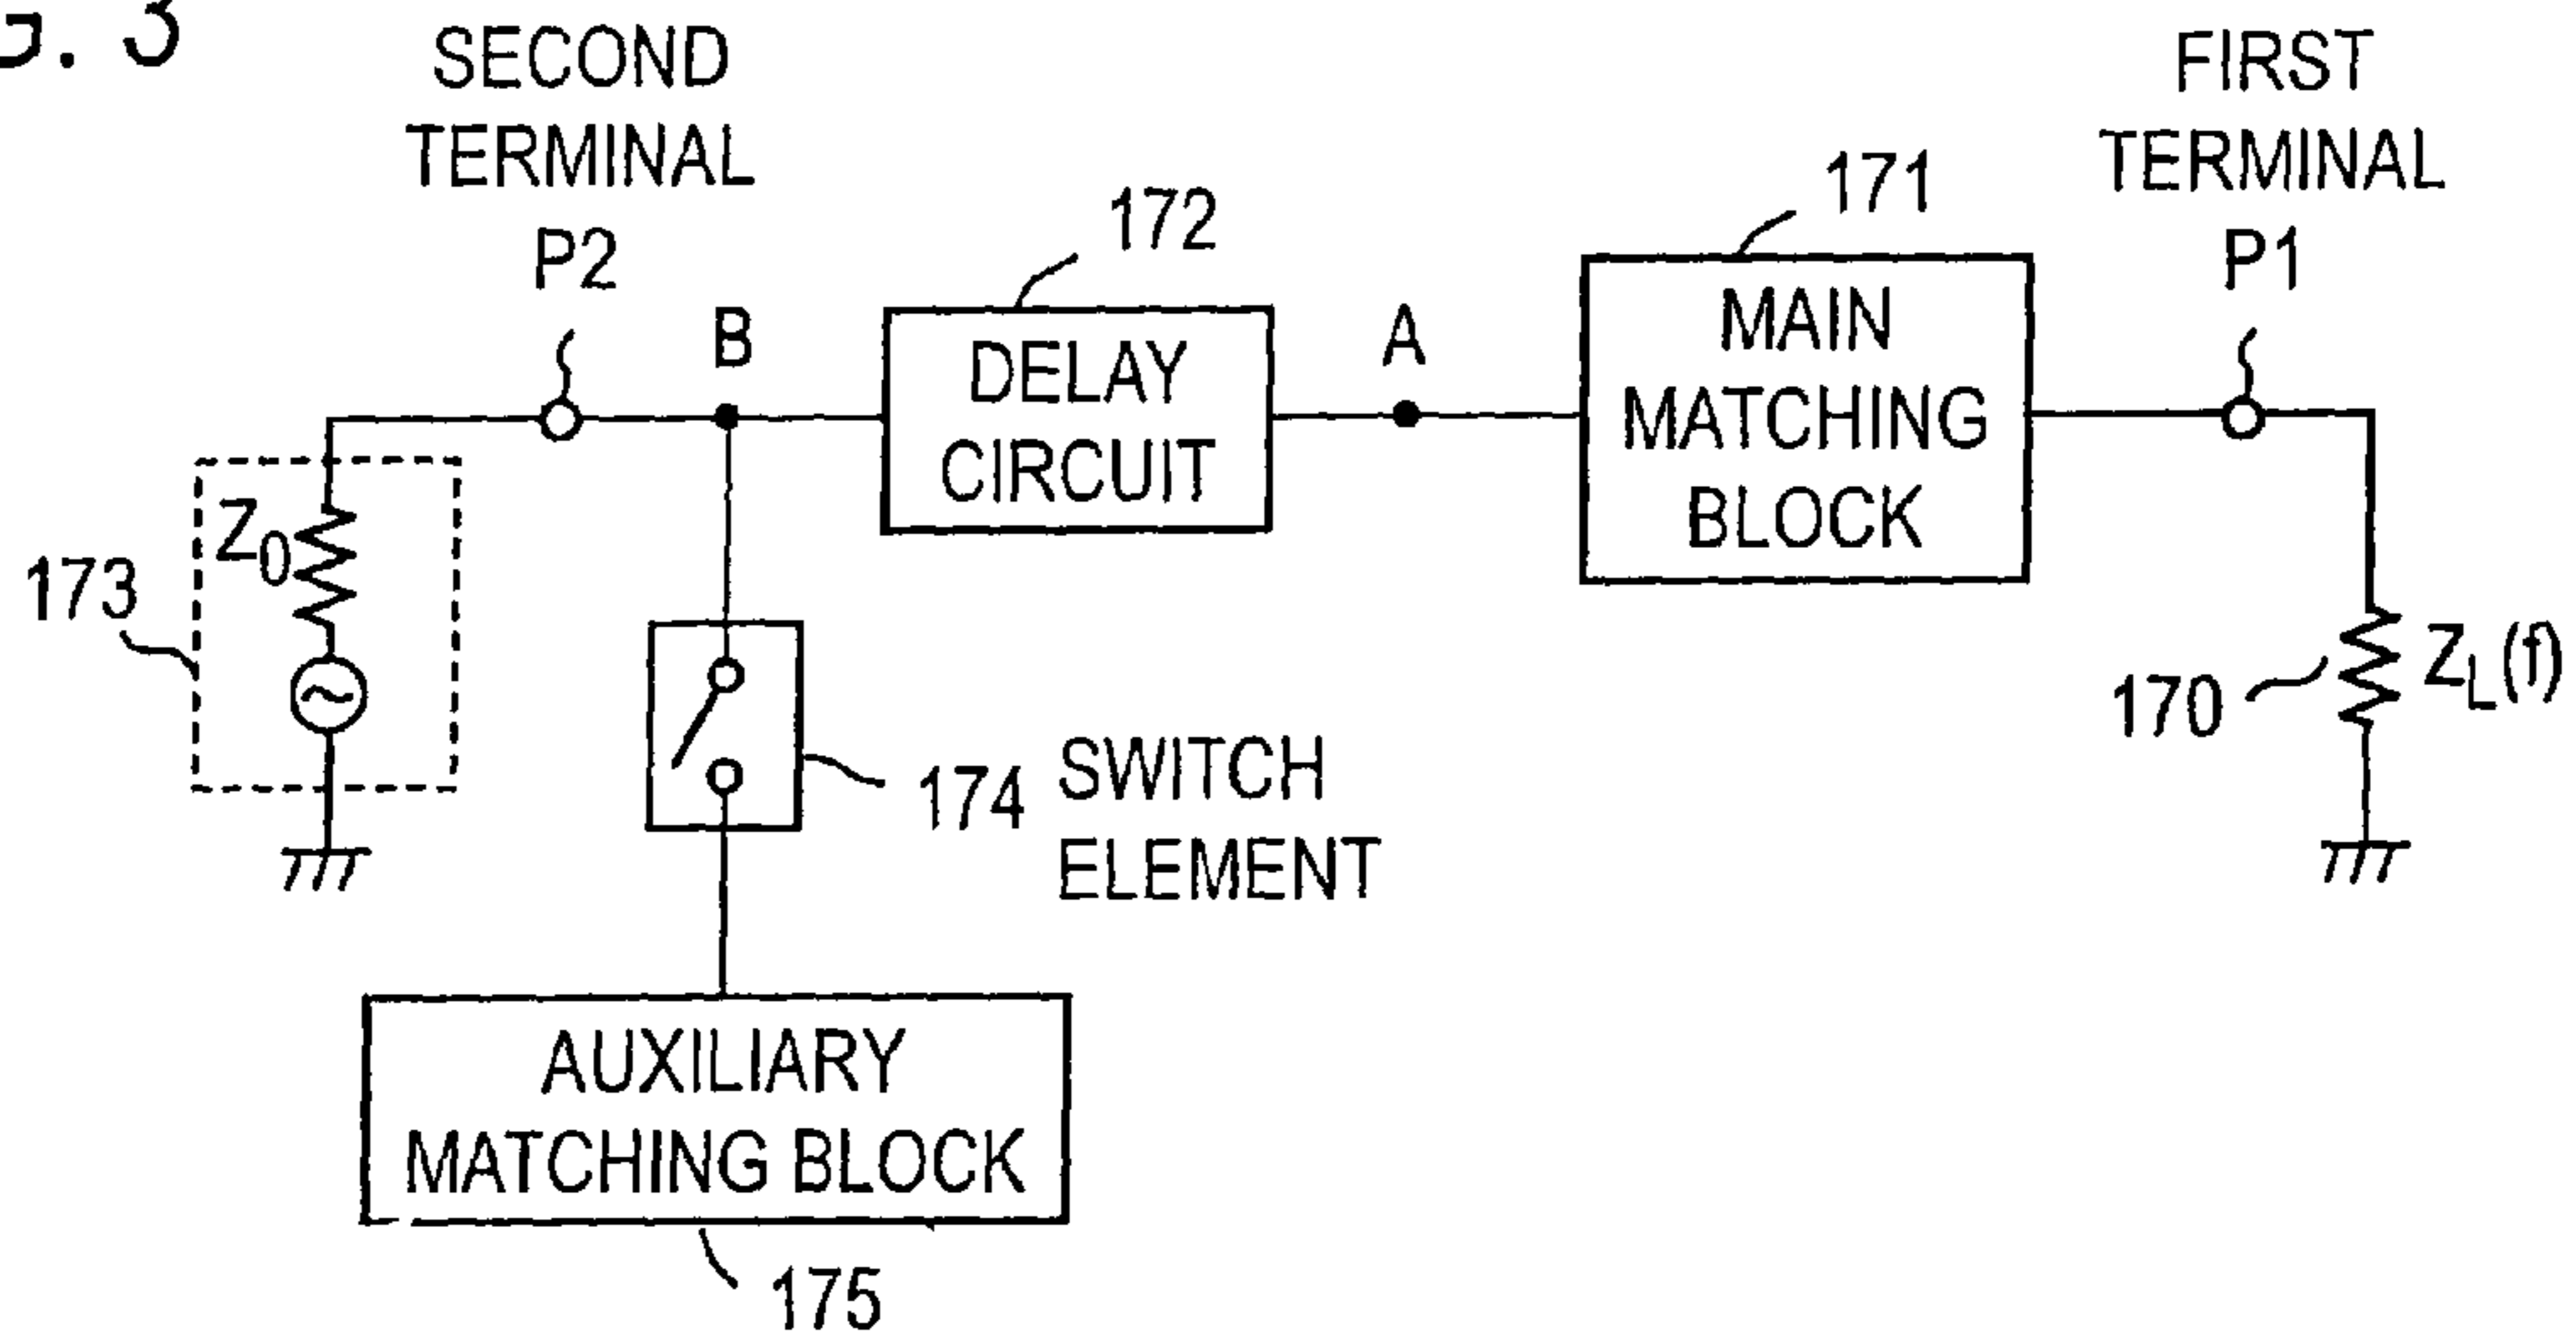 G. 3
SECOND
TERMINAL
P2
FIRST
TERMINAL
P1
171
172
B
A
DELAY
CIRCUIT
MAIN
MATCHING
BLOCK
Z0
173
174
SWITCH
ELEMENT
170
ZL(f)
AUXILIARY
MATCHING BLOCK
175